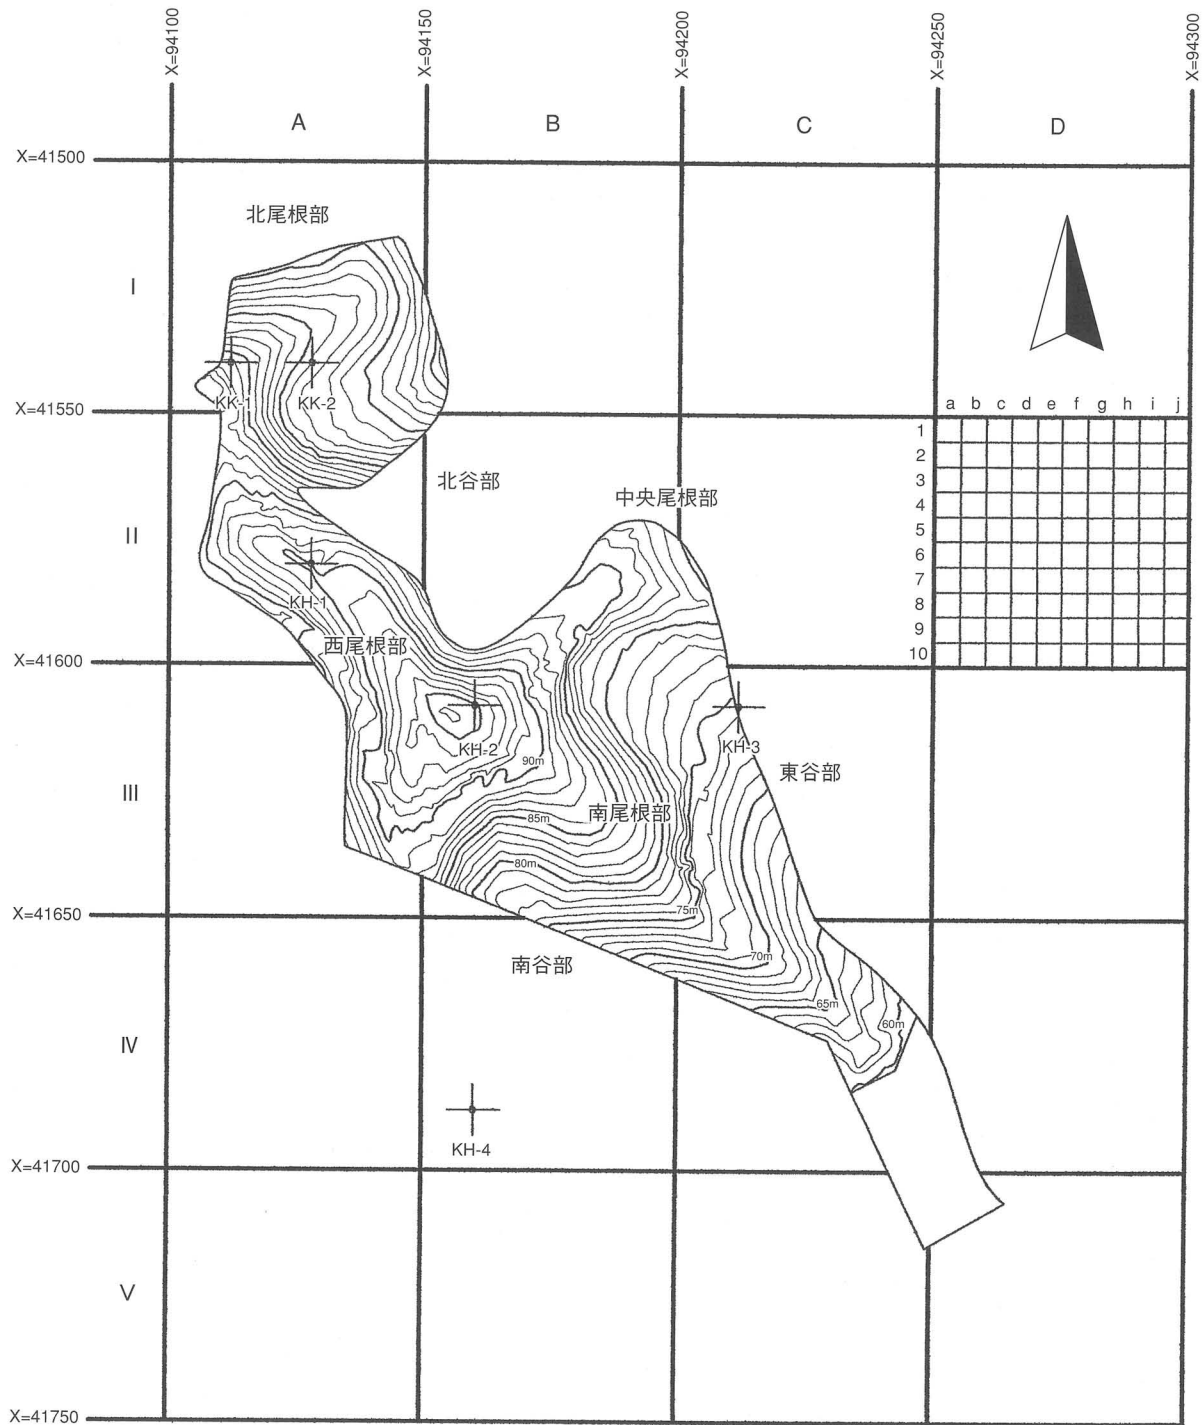 X=94100
X=94150
X=94200
X=94250
X=94300
A
B
C
D
X=41500
北尾根部
I
KK-1
KK-2
X=41550
a b c d e f g h i j
1
2
3
4
5
6
7
8
9
10
北谷部
中央尾根部
II
KH-1
西尾根部
X=41600
KH-2
KH-3
90m
東谷部
III
85m
南尾根部
80m
75m
X=41650
70m
南谷部
65m
60m
IV
KH-4
X=41700
V
X=41750